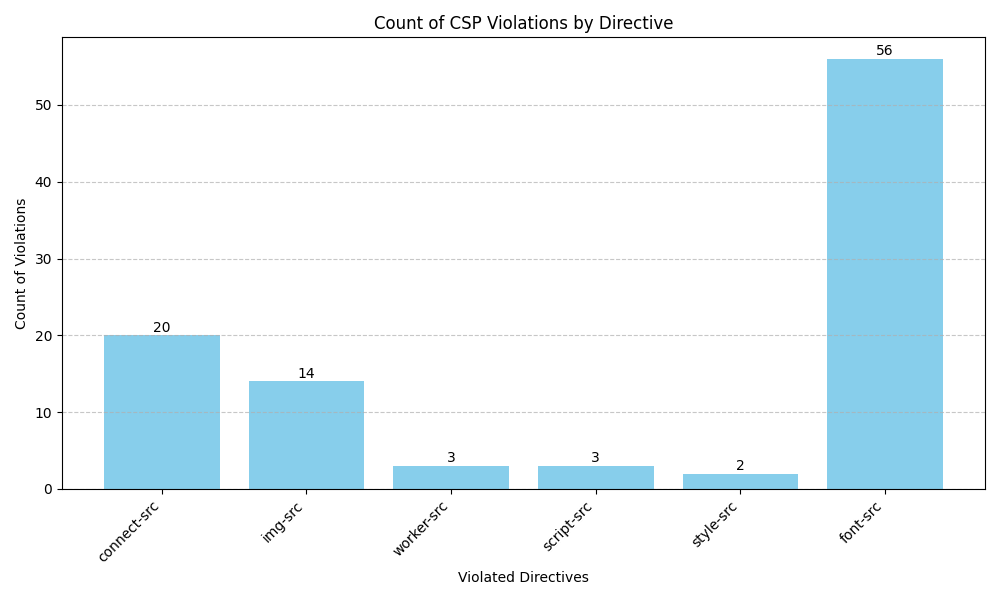 Count of CSP Violations by Directive
Count of Violations
50
40
30
20
10
0
20
14
3
3
2
56
connect-src
img-src
worker-src
script-src
style-src
font-src
Violated Directives